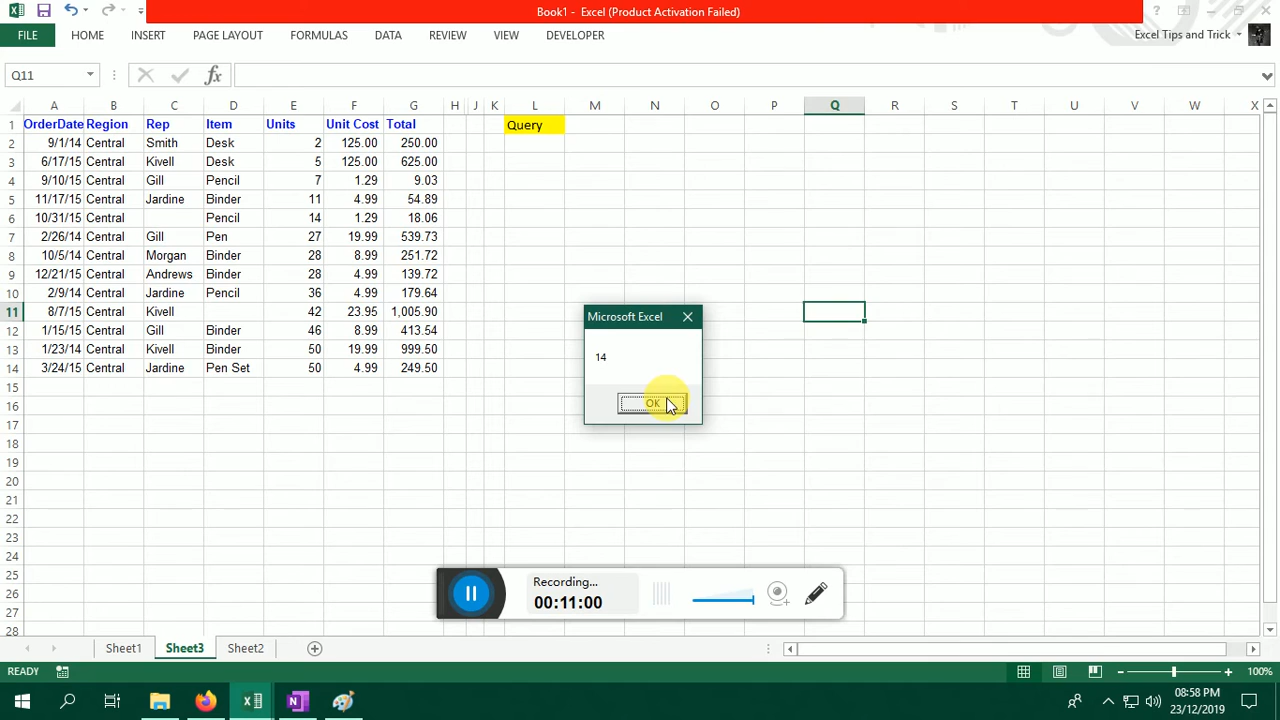 Book1 - Excel (Product Activation Failed)
FILE HOME INSERT PAGE LAYOUT FORMULAS DATA REVIEW VIEW DEVELOPER Excel Tips and Trick
Q11
A B C D E F G H J K L M N O P Q R S T U V W X
1 OrderDate Region Rep Item Units Unit Cost Total Query
2 9/1/14 Central Smith Desk 2 125.00 250.00
3 6/17/15 Central Kivell Desk 5 125.00 625.00
4 9/10/15 Central Gill Pencil 7 1.29 9.03
5 11/17/15 Central Jardine Binder 11 4.99 54.89
6 10/31/15 Central Pencil 14 1.29 18.06
7 2/26/14 Central Gill Pen 27 19.99 539.73
8 10/5/14 Central Morgan Binder 28 8.99 251.72
9 12/21/15 Central Andrews Binder 28 4.99 139.72
10 2/9/14 Central Jardine Pencil 36 4.99 179.64
11 8/7/15 Central Kivell 42 23.95 1,005.90
12 1/15/15 Central Gill Binder 46 8.99 413.54
13 1/23/14 Central Kivell Binder 50 19.99 999.50
14 3/24/15 Central Jardine Pen Set 50 4.99 249.50
15
16
17
18
19
20
21
22
23
24
25
26
27
28
Microsoft Excel
14
OK
Recording...
00:11:00
Sheet1 Sheet3 Sheet2
READY 100%
08:58 PM
23/12/2019